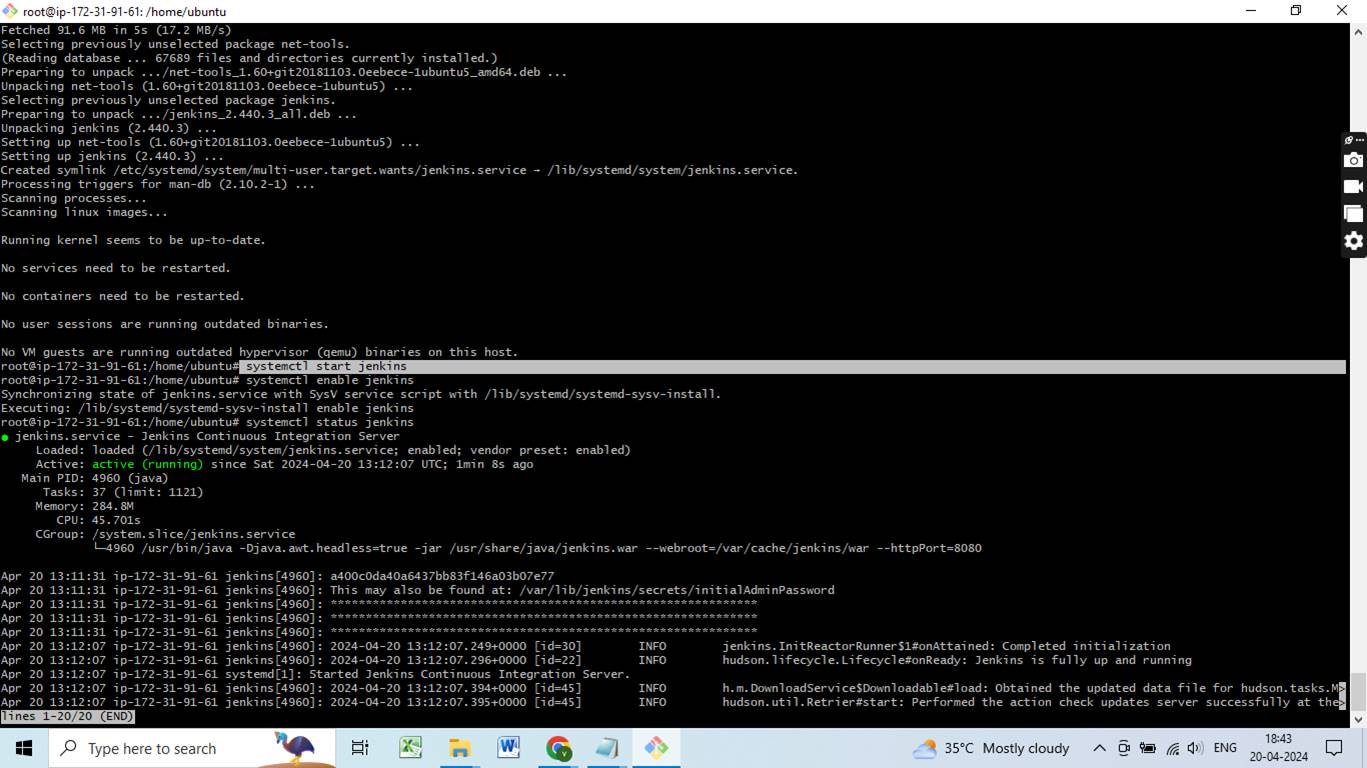 root@ip-172-31-91-61: /home/ubuntu
Fetched 91.6 MB in 5s (17.2 MB/s)
Selecting previously unselected package net-tools.
(Reading database ... 67689 files and directories currently installed.)
Preparing to unpack .../net-tools_1.60+git20181103.0eebece-1ubuntu5_amd64.deb ...
Unpacking net-tools (1.60+git20181103.0eebece-1ubuntu5) ...
Selecting previously unselected package jenkins.
Preparing to unpack .../jenkins_2.440.3_all.deb ...
Unpacking jenkins (2.440.3) ...
Setting up net-tools (1.60+git20181103.0eebece-1ubuntu5) ...
Setting up jenkins (2.440.3) ...
Created symlink /etc/systemd/system/multi-user.target.wants/jenkins.service → /lib/systemd/system/jenkins.service.
Processing triggers for man-db (2.10.2-1) ...
Scanning processes...
Scanning linux images...
Running kernel seems to be up-to-date.
No services need to be restarted.
No containers need to be restarted.
No user sessions are running outdated binaries.
No VM guests are running outdated hypervisor (qemu) binaries on this host.
root@ip-172-31-91-61:/home/ubuntu# systemctl start jenkins
root@ip-172-31-91-61:/home/ubuntu# systemctl enable jenkins
Synchronizing state of jenkins.service with SysV service script with /lib/systemd/systemd-sysv-install.
Executing: /lib/systemd/systemd-sysv-install enable jenkins
root@ip-172-31-91-61:/home/ubuntu# systemctl status jenkins
● jenkins.service - Jenkins Continuous Integration Server
Loaded: loaded (/lib/systemd/system/jenkins.service; enabled; vendor preset: enabled)
Active: active (running) since Sat 2024-04-20 13:12:07 UTC; 1min 8s ago
Main PID: 4960 (java)
Tasks: 37 (limit: 1121)
Memory: 284.8M
CPU: 45.701s
CGroup: /system.slice/jenkins.service
└─4960 /usr/bin/java -Djava.awt.headless=true -jar /usr/share/java/jenkins.war --webroot=/var/cache/jenkins/war --httpPort=8080
Apr 20 13:11:31 ip-172-31-91-61 jenkins[4960]: a400c0da40a6437bb83f146a03b07e77
Apr 20 13:11:31 ip-172-31-91-61 jenkins[4960]: This may also be found at: /var/lib/jenkins/secrets/initialAdminPassword
Apr 20 13:11:31 ip-172-31-91-61 jenkins[4960]: *************************************************************
Apr 20 13:11:31 ip-172-31-91-61 jenkins[4960]: *************************************************************
Apr 20 13:11:31 ip-172-31-91-61 jenkins[4960]: *************************************************************
Apr 20 13:12:07 ip-172-31-91-61 jenkins[4960]: 2024-04-20 13:12:07.249+0000 [id=30] INFO jenkins.InitReactorRunner$1#onAttained: Completed initialization
Apr 20 13:12:07 ip-172-31-91-61 jenkins[4960]: 2024-04-20 13:12:07.296+0000 [id=22] INFO hudson.lifecycle.Lifecycle#onReady: Jenkins is fully up and running
Apr 20 13:12:07 ip-172-31-91-61 systemd[1]: Started Jenkins Continuous Integration Server.
Apr 20 13:12:07 ip-172-31-91-61 jenkins[4960]: 2024-04-20 13:12:07.394+0000 [id=45] INFO h.m.DownloadService$Downloadable#load: Obtained the updated data file for hudson.tasks.M>
Apr 20 13:12:07 ip-172-31-91-61 jenkins[4960]: 2024-04-20 13:12:07.395+0000 [id=45] INFO hudson.util.Retrier#start: Performed the action check updates server successfully at the>
lines 1-20/20 (END)
Type here to search
35°C Mostly cloudy
ENG
18:43
20-04-2024